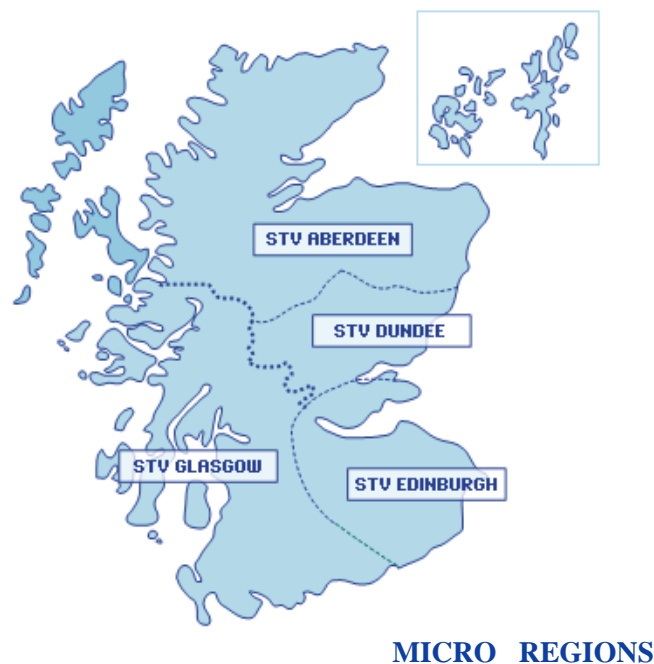 STV ABERDEEN
STV DUNDEE
STV GLASGOW
STV EDINBURGH
MICRO REGIONS